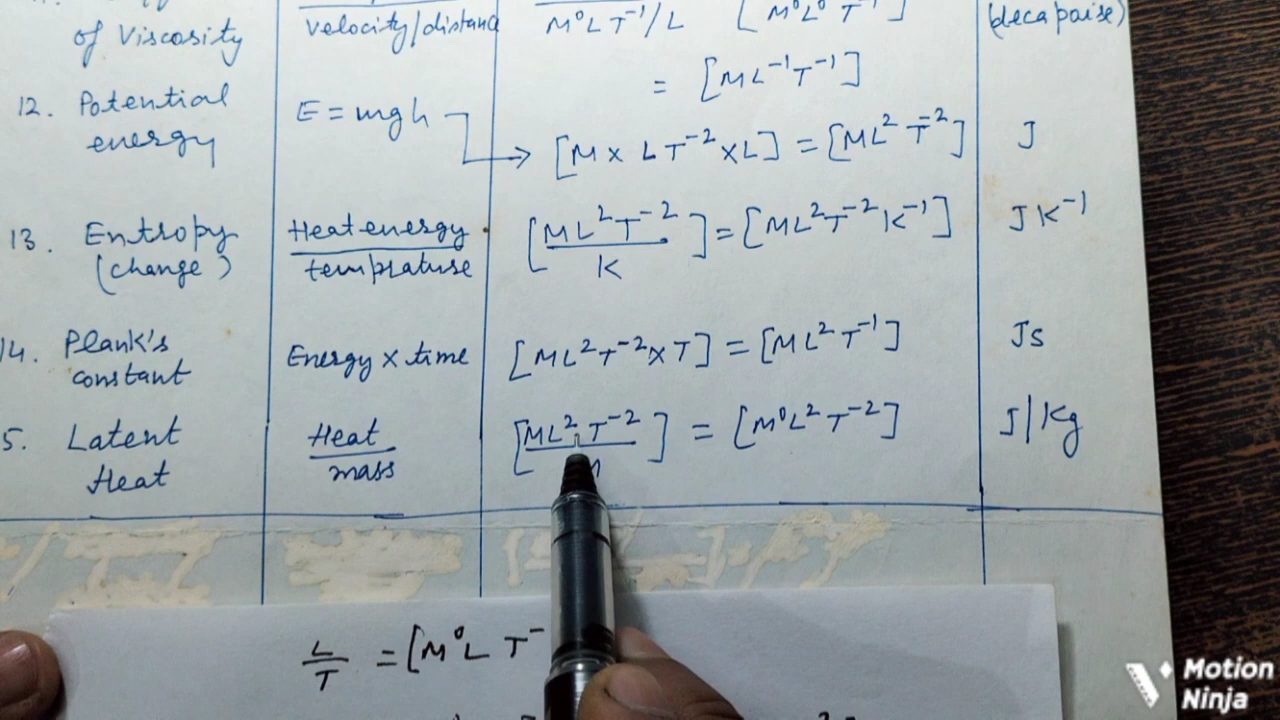 of Viscosity velocity/distance M⁰LT⁻¹/L [M⁰L⁰T⁻¹] (decapoise)
= [ML⁻¹T⁻¹]
12. Potential energy E = mgh → [M × LT⁻² × L] = [ML²T⁻²] J
13. Entropy (change) Heat energy / temprature [ML²T⁻² / K] = [ML²T⁻²K⁻¹] JK⁻¹
14. Plank's constant Energy × time [ML²T⁻² × T] = [ML²T⁻¹] Js
5. Latent Heat Heat / mass [ML²T⁻² / ] = [M⁰L²T⁻²] J/Kg
L/T = [M⁰L T⁻
Motion
Ninja